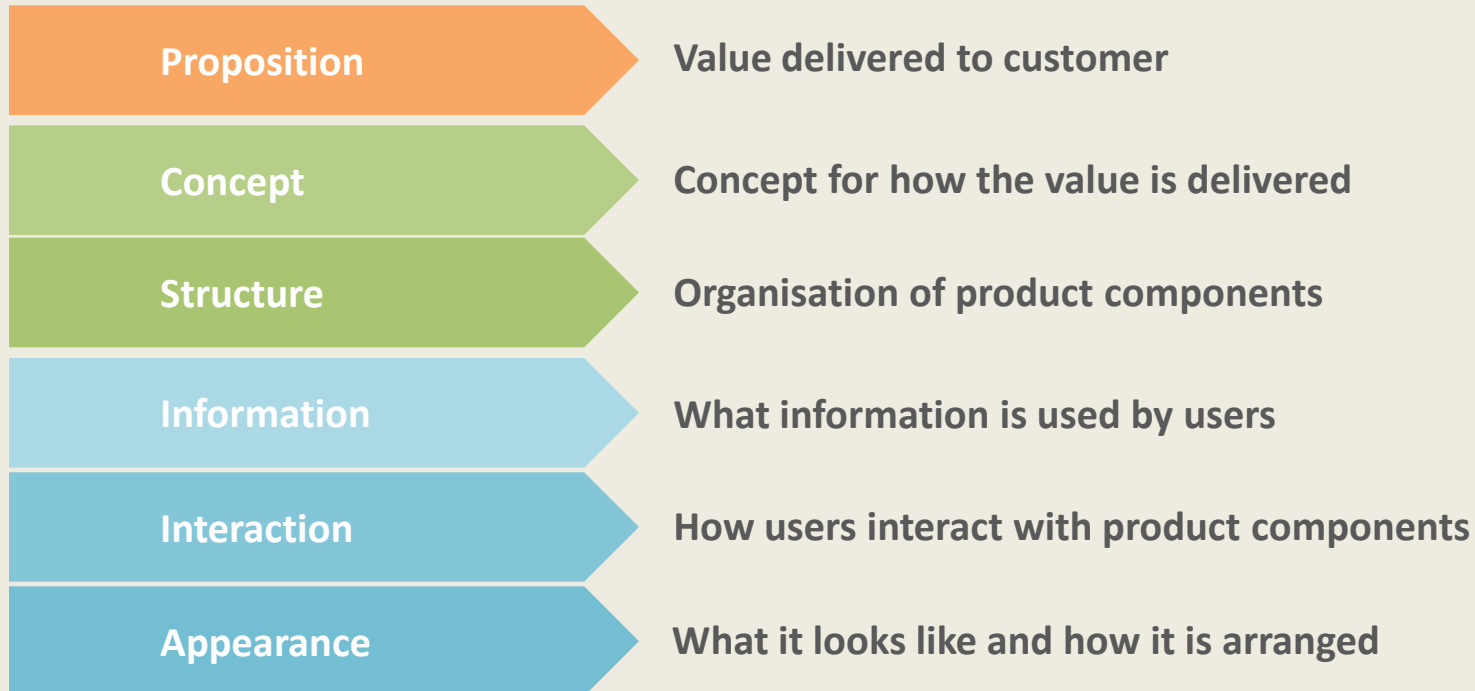 Proposition
Value delivered to customer
Concept
Concept for how the value is delivered
Structure
Organisation of product components
Information
What information is used by users
Interaction
How users interact with product components
Appearance
What it looks like and how it is arranged